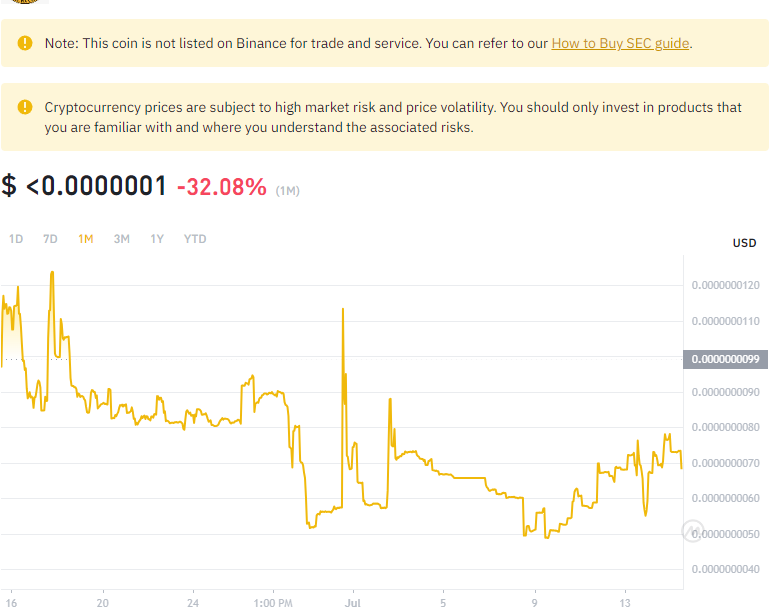 Note: This coin is not listed on Binance for trade and service. You can refer to our How to Buy SEC guide.
Cryptocurrency prices are subject to high market risk and price volatility. You should only invest in products that
you are familiar with and where you understand the associated risks.
$ <0.0000001 -32.08% (1M)
1D 7D 1M 3M 1Y YTD
USD
0.0000000120
0.0000000110
0.0000000099
0.0000000090
0.0000000080
0.0000000070
0.0000000060
0.0000000050
0.0000000040
16 20 24 1:00 PM Jul 5 9 13